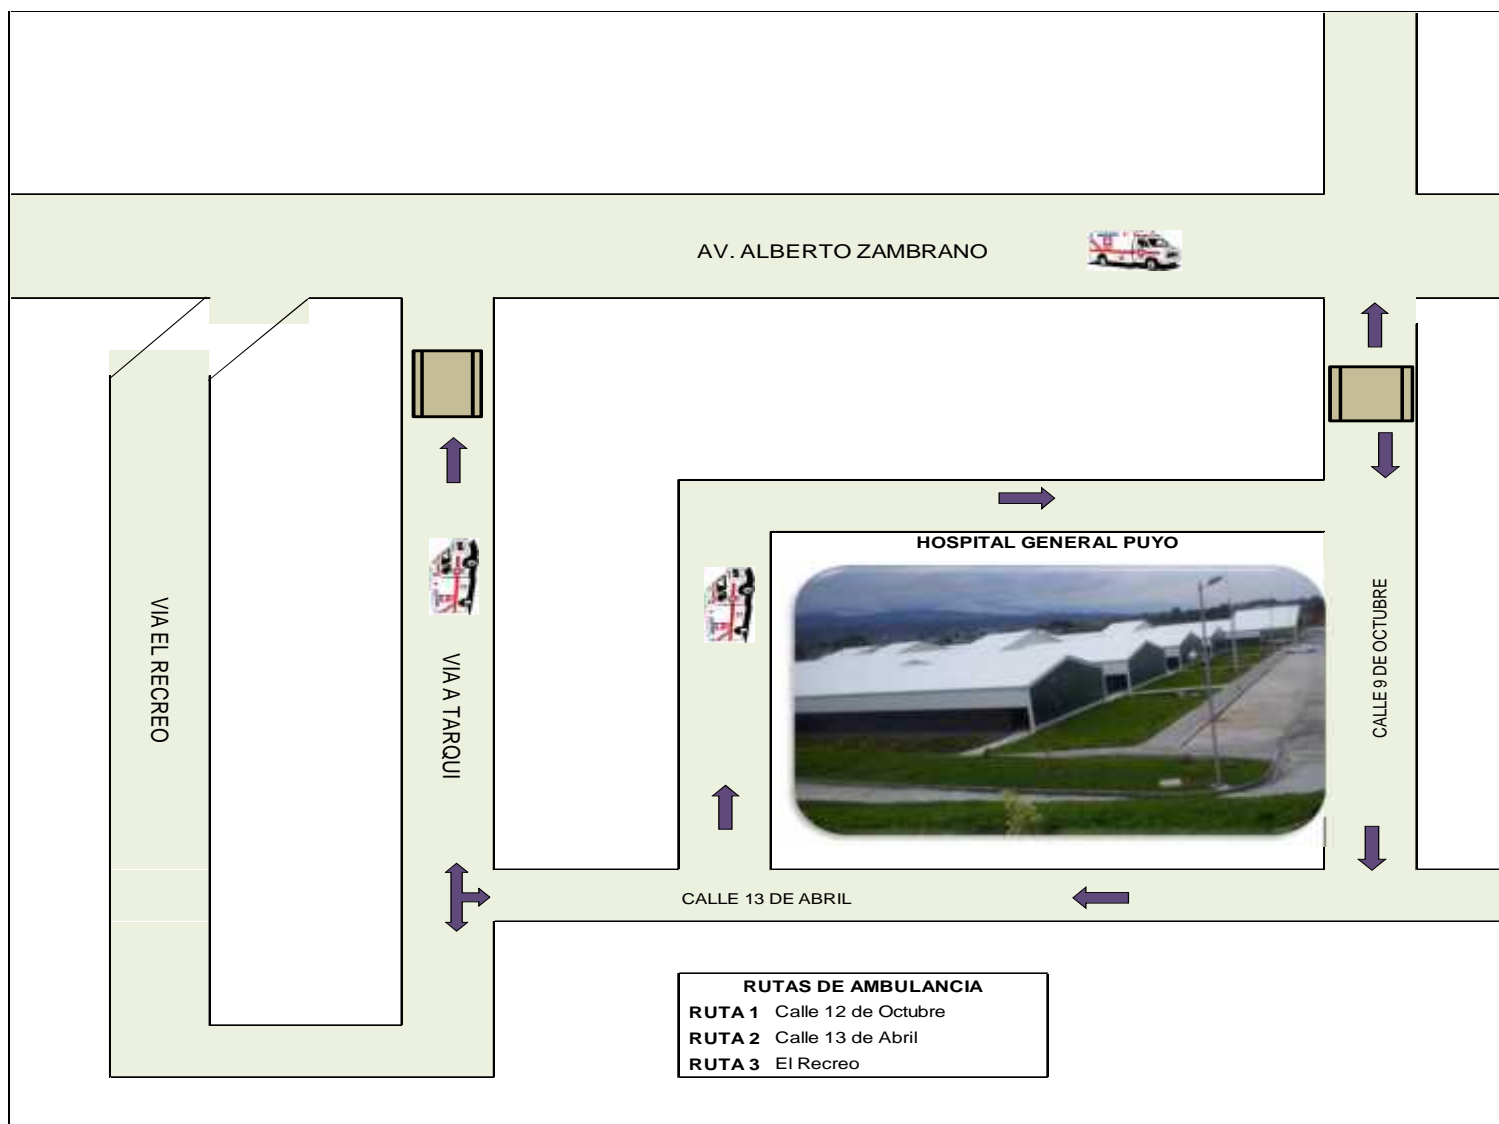 AV. ALBERTO ZAMBRANO
HOSPITAL GENERAL PUYO
VIA EL RECREO
VIA A TARQUI
CALLE 9 DE OCTUBRE
CALLE 13 DE ABRIL
RUTAS DE AMBULANCIA
RUTA 1 Calle 12 de Octubre
RUTA 2 Calle 13 de Abril
RUTA 3 El Recreo